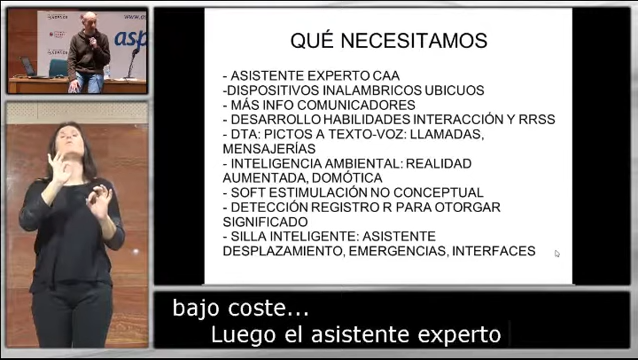 www.a
asp
QUÉ NECESITAMOS
- ASISTENTE EXPERTO CAA
-DISPOSITIVOS INALAMBRICOS UBICUOS
- MÁS INFO COMUNICADORES
- DESARROLLO HABILIDADES INTERACCIÓN Y RRSS
- DTA: PICTOS A TEXTO-VOZ: LLAMADAS,
MENSAJERÍAS
- INTELIGENCIA AMBIENTAL: REALIDAD
AUMENTADA, DOMÓTICA
- SOFT ESTIMULACIÓN NO CONCEPTUAL
- DETECCIÓN REGISTRO R PARA OTORGAR
SIGNIFICADO
- SILLA INTELIGENTE: ASISTENTE
DESPLAZAMIENTO, EMERGENCIAS, INTERFACES
bajo coste...
Luego el asistente experto